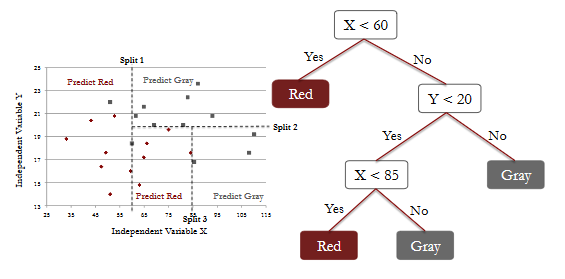 Split 1
Independent Variable Y
25
23
21
19
17
15
13
Predict Red
Predict Gray
Split 2
Predict Red
Predict Gray
25
35
45
55
65
75
85
95
105
115
Split 3
Independent Variable X
X < 60
Yes
No
Red
Y < 20
Yes
No
X < 85
Gray
Yes
No
Red
Gray